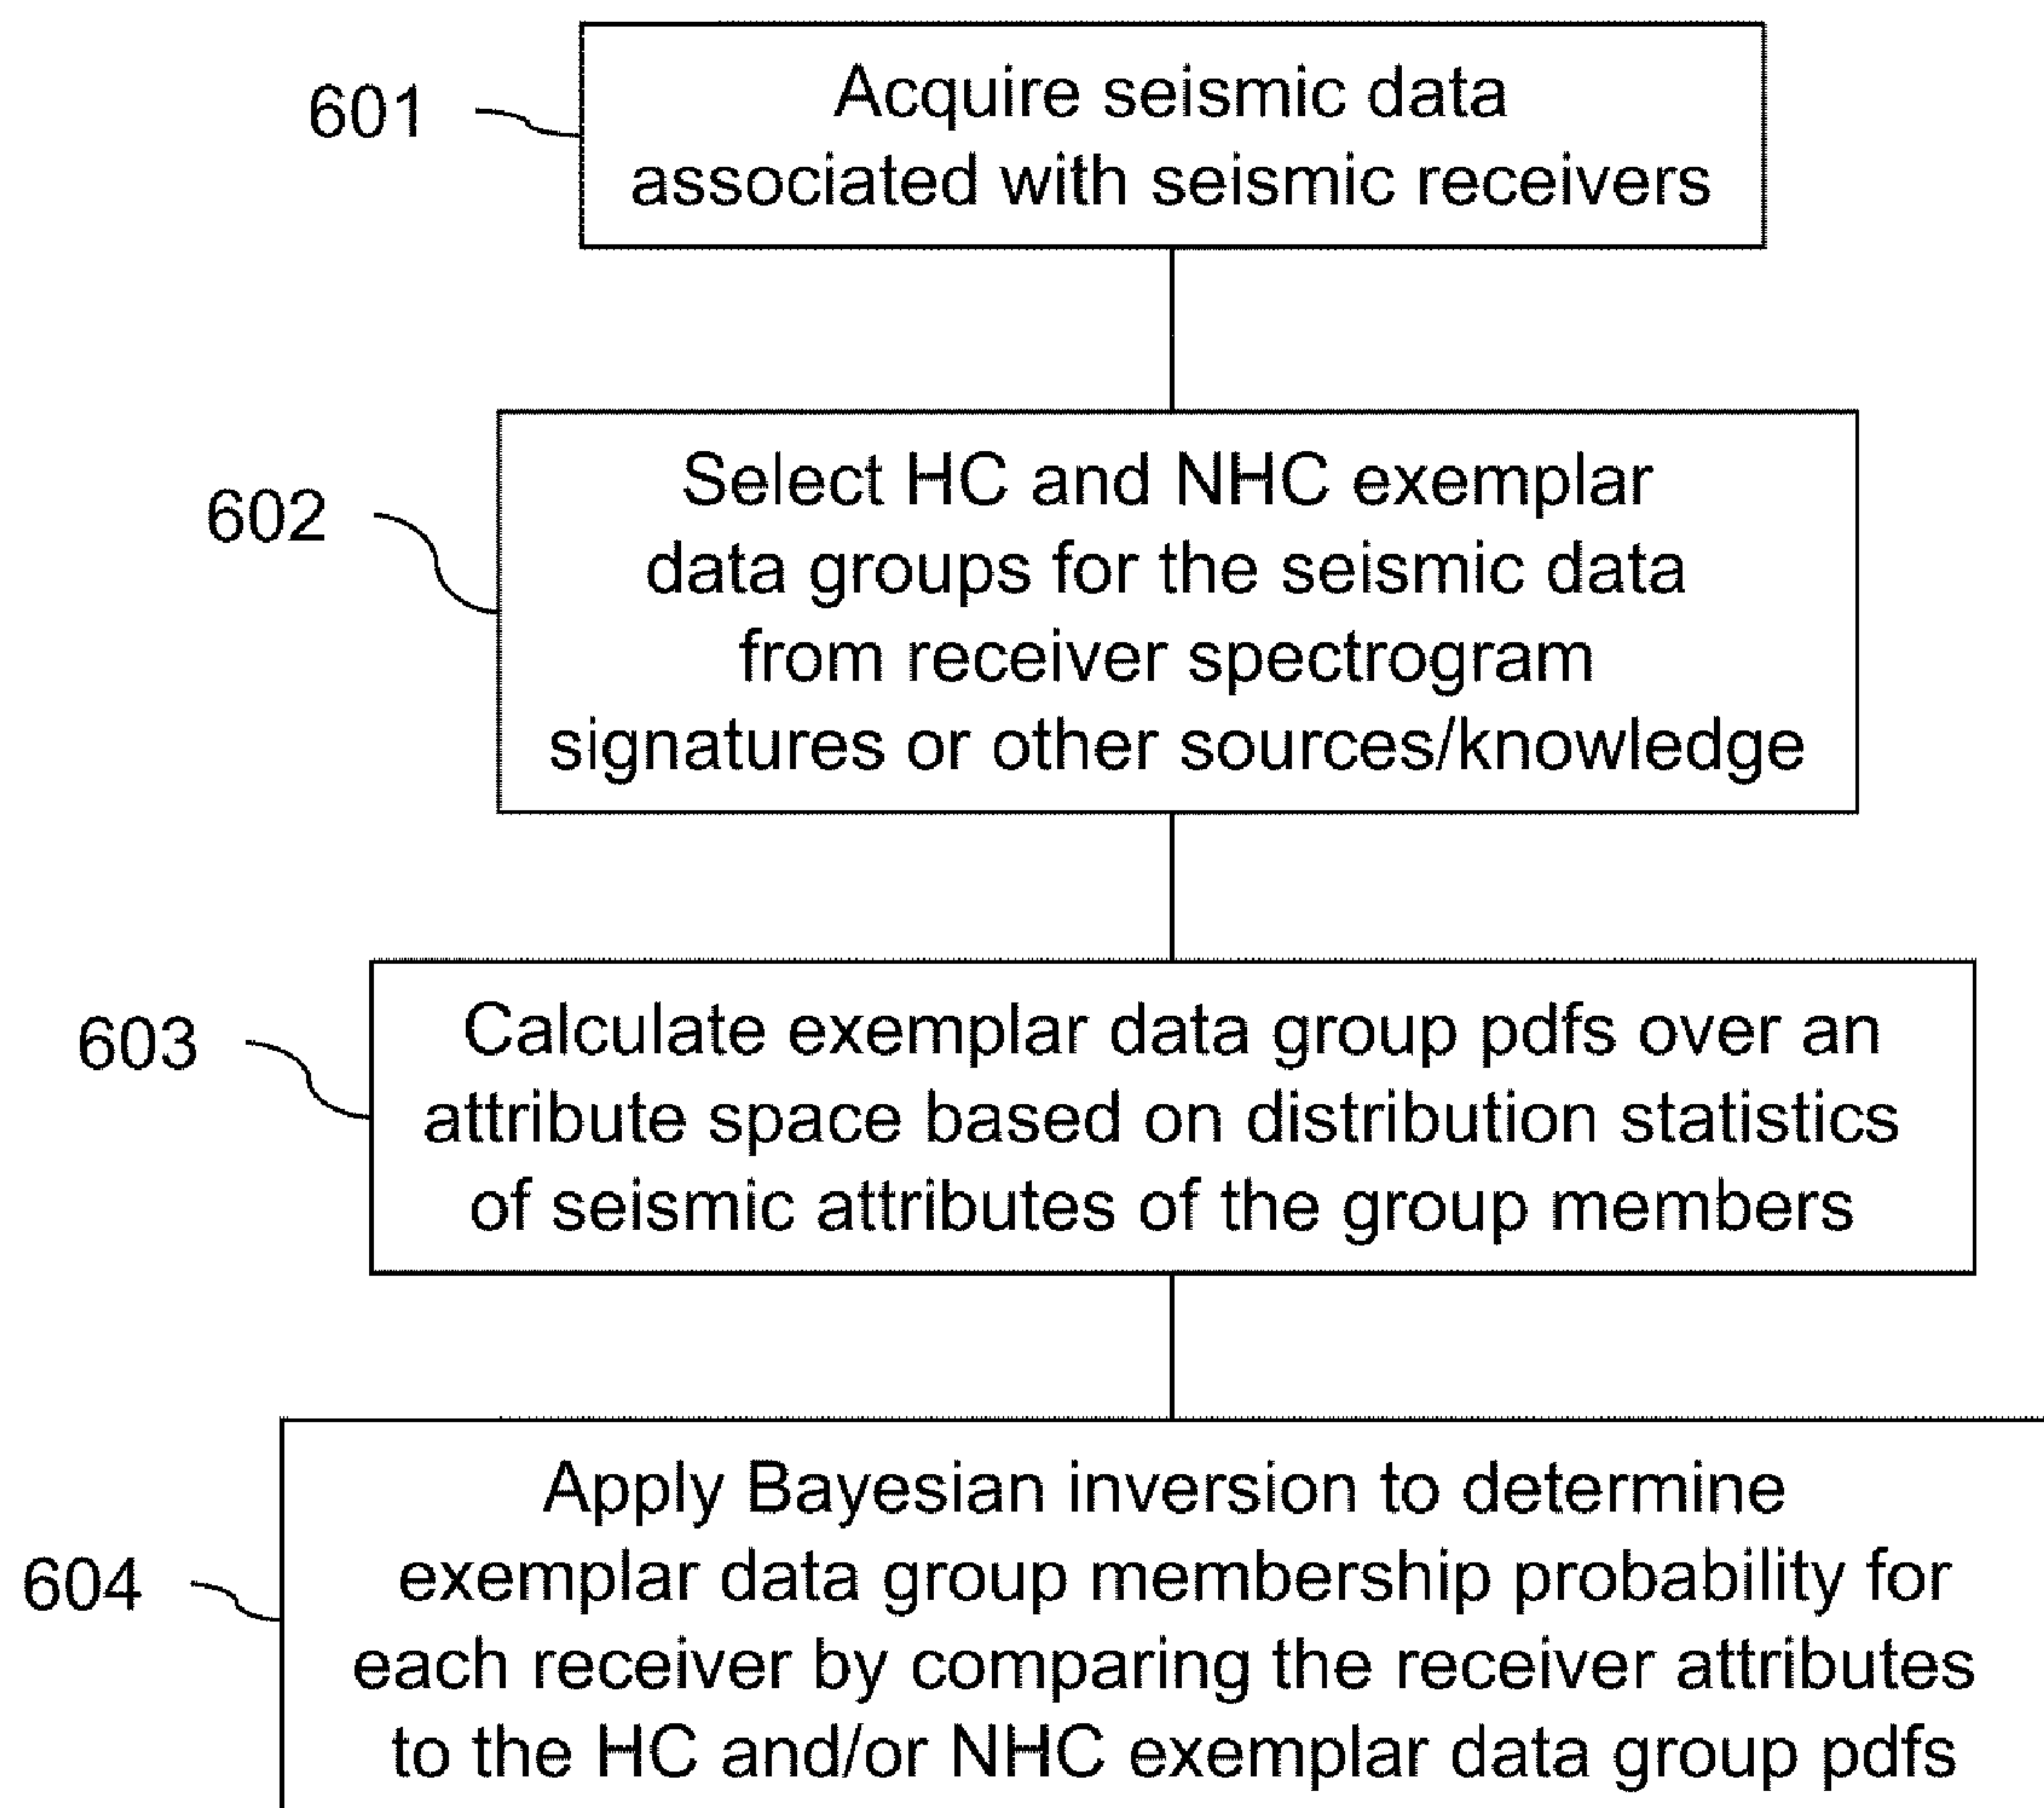 601
Acquire seismic data
associated with seismic receivers
602
Select HC and NHC exemplar
data groups for the seismic data
from receiver spectrogram
signatures or other sources/knowledge
603
Calculate exemplar data group pdfs over an
attribute space based on distribution statistics
of seismic attributes of the group members
604
Apply Bayesian inversion to determine
exemplar data group membership probability for
each receiver by comparing the receiver attributes
to the HC and/or NHC exemplar data group pdfs